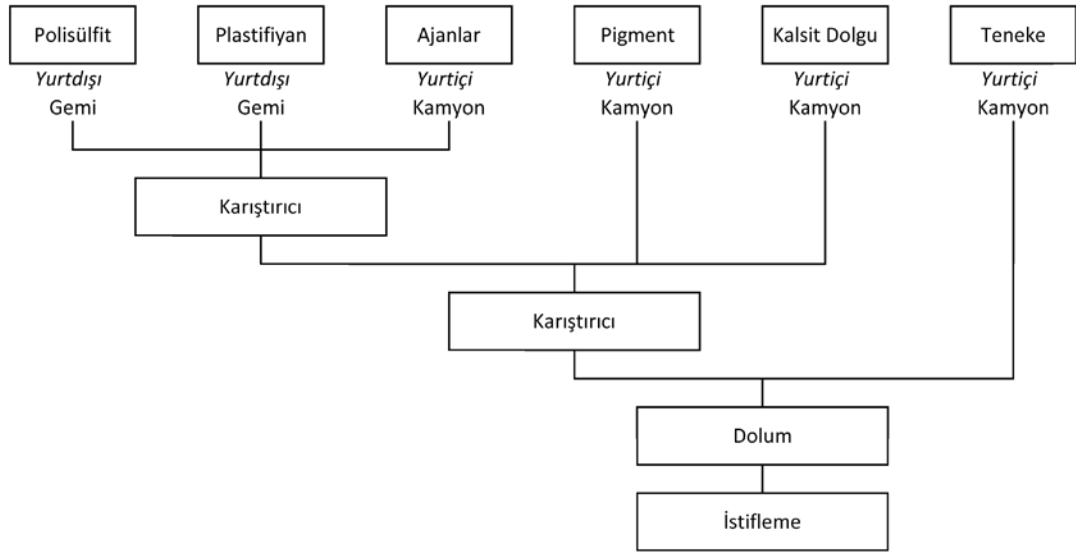 Polisülfit
Plastifiyan
Ajanlar
Pigment
Kalsit Dolgu
Teneke
Yurtdışı
Yurtdışı
Yurtiçi
Yurtiçi
Yurtiçi
Yurtiçi
Gemi
Gemi
Kamyon
Kamyon
Kamyon
Kamyon
Karıştırıcı
Karıştırıcı
Dolum
İstifleme